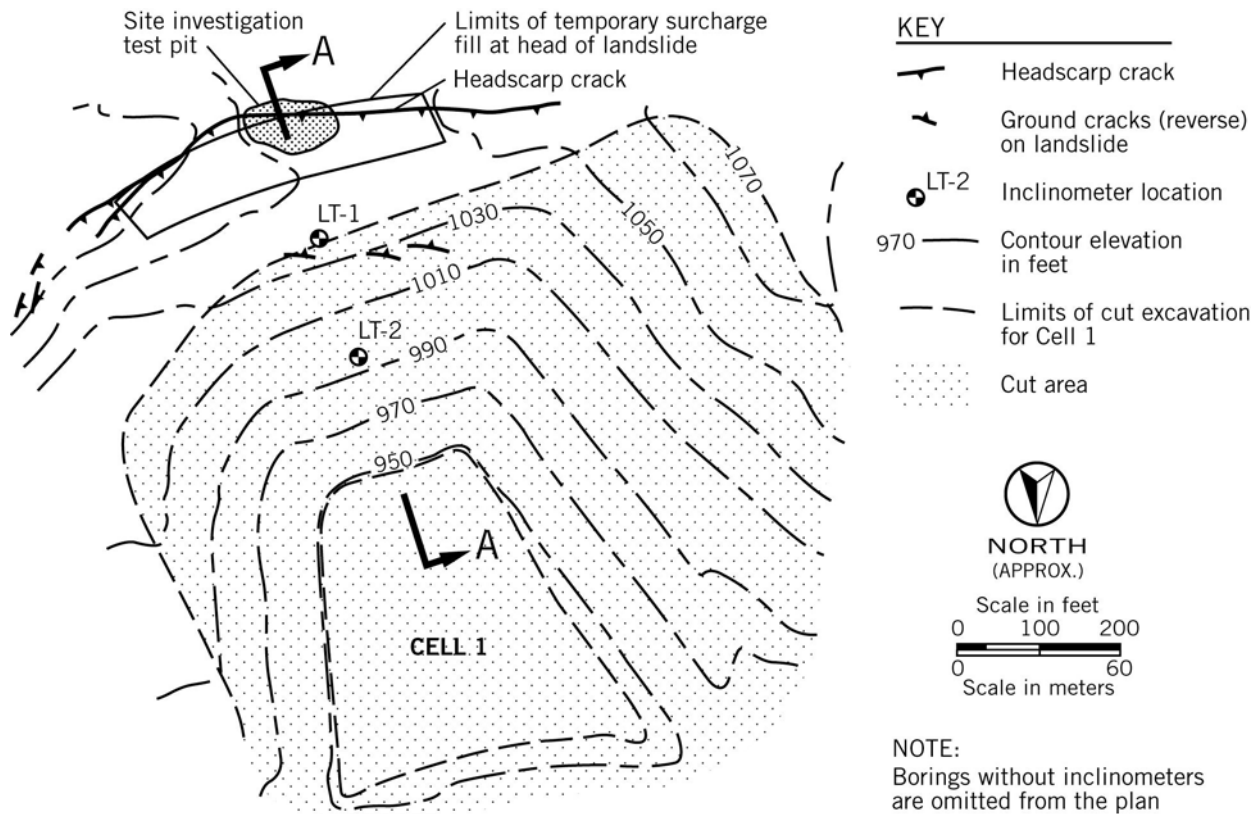 Site investigation
test pit
A
Limits of temporary surcharge
fill at head of landslide
Headscarp crack
LT-1
1030
1050
1070
1010
LT-2
990
970
950
A
CELL 1
KEY
Headscarp crack
Ground cracks (reverse)
on landslide
LT-2
Inclinometer location
970
Contour elevation
in feet
Limits of cut excavation
for Cell 1
Cut area
NORTH
(APPROX.)
Scale in feet
0 100 200
0 60
Scale in meters
NOTE:
Borings without inclinometers
are omitted from the plan